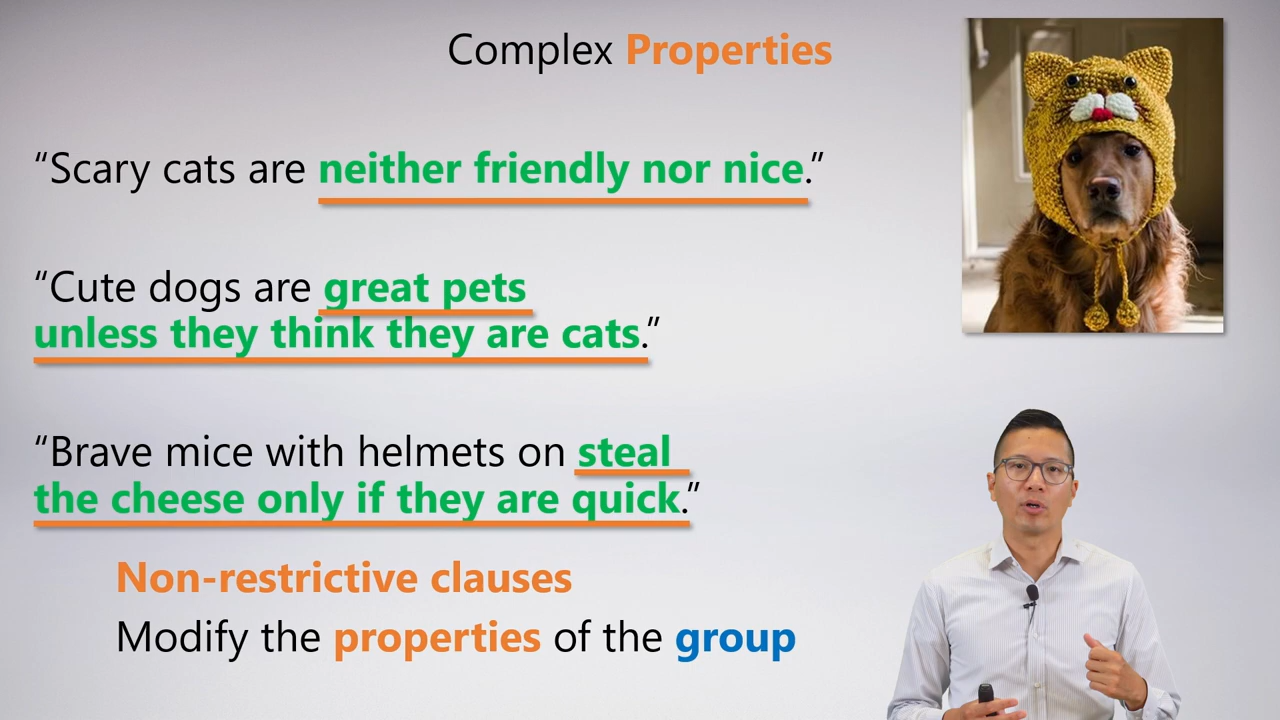 Complex Properties
“Scary cats are neither friendly nor nice.”
“Cute dogs are great pets
unless they think they are cats.”
“Brave mice with helmets on steal
the cheese only if they are quick.”
Non-restrictive clauses
Modify the properties of the group